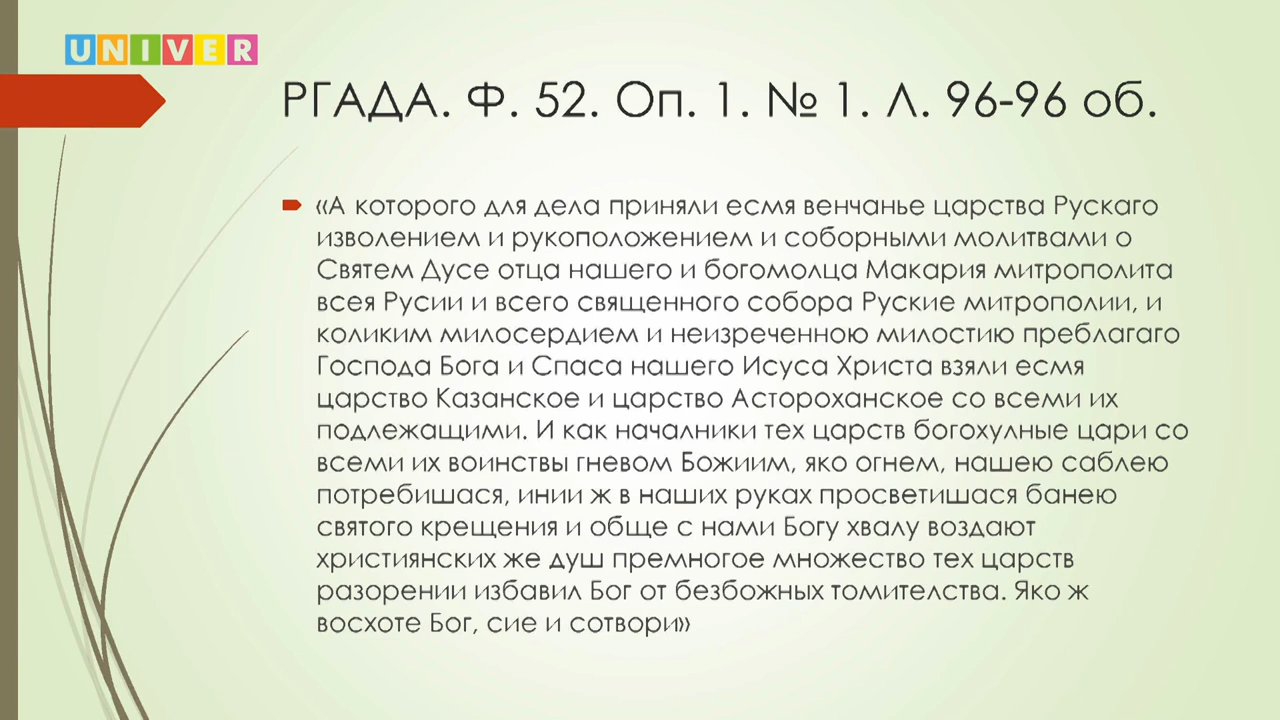 UNIVER
РГАДА. Ф. 52. Оп. 1. № 1. Л. 96-96 об.
«А которого для дела приняли есмя венчанье царства Рускаго
изволением и рукоположением и соборными молитвами о
Святем Дусе отца нашего и богомолца Макария митрополита
всея Русии и всего священного собора Руские митрополии, и
коликим милосердием и неизреченною милостию преблагаго
Господа Бога и Спаса нашего Исуса Христа взяли есмя
царство Казанское и царство Астороханское со всеми их
подлежащими. И как началники тех царств богохулные цари со
всеми их воинствы гневом Божиим, яко огнем, нашею саблею
потребишася, инии ж в наших руках просветишася банею
святого крещения и обще с нами Богу хвалу воздают
християнских же душ премногое множество тех царств
разорении избавил Бог от безбожных томителства. Яко ж
восхоте Бог, сие и сотвори»